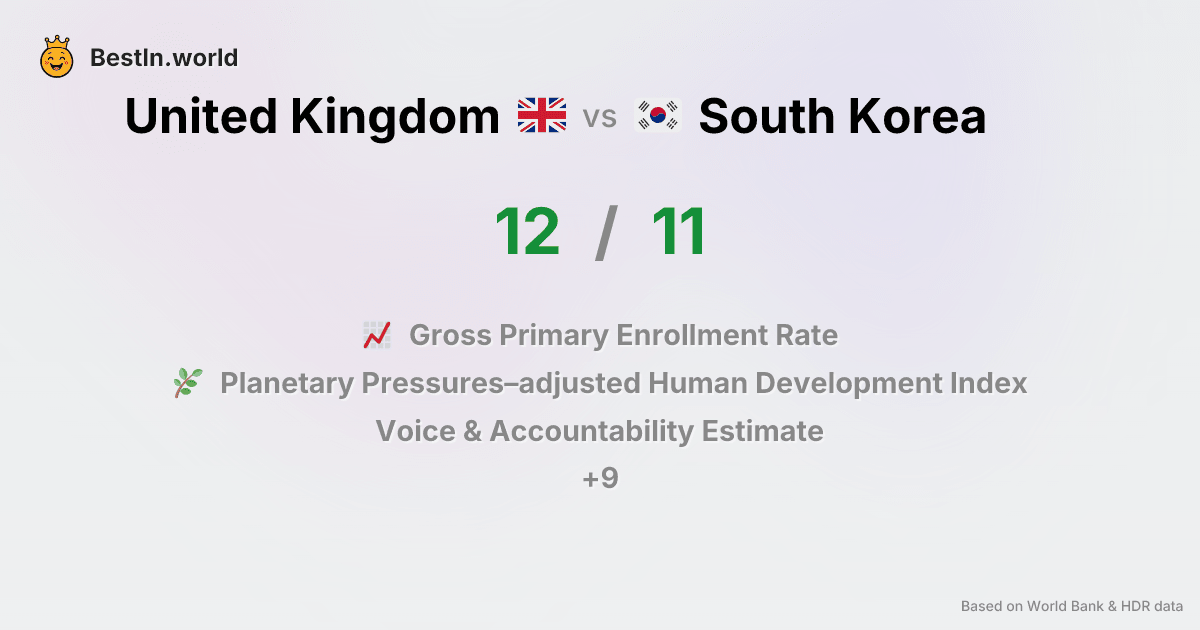 BestIn.world
United Kingdom vs South Korea
12 / 11
Gross Primary Enrollment Rate
Planetary Pressures–adjusted Human Development Index
Voice & Accountability Estimate
+9
Based on World Bank & HDR data